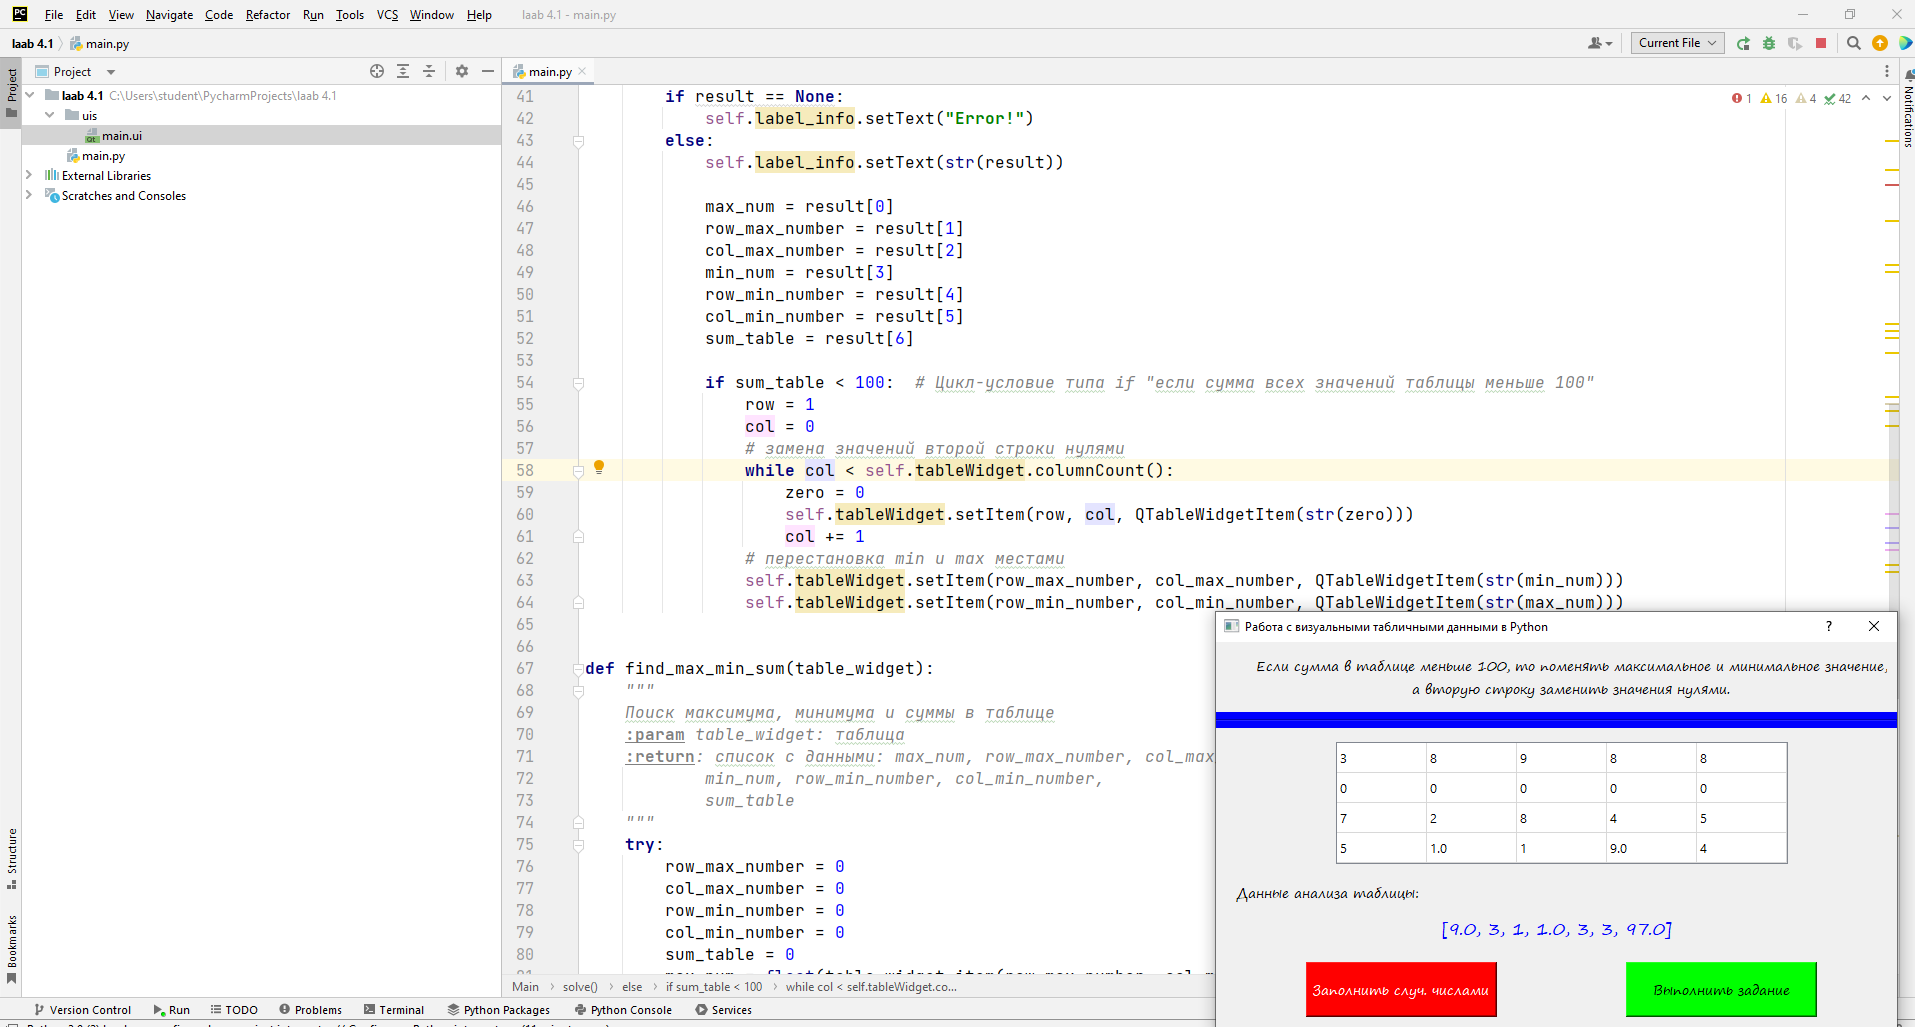 File Edit View Navigate Code Refactor Run Tools VCS Window Help laab 4.1 - main.py
laab 4.1 main.py
Current File
Project
main.py
laab 4.1 C:\Users\student\PycharmProjects\laab 4.1
uis
main.ui
main.py
External Libraries
Scratches and Consoles
Project
Structure
Bookmarks
Notifications
1 16 4 42
41 if result == None:
42 self.label_info.setText("Error!")
43 else:
44 self.label_info.setText(str(result))
45
46 max_num = result[0]
47 row_max_number = result[1]
48 col_max_number = result[2]
49 min_num = result[3]
50 row_min_number = result[4]
51 col_min_number = result[5]
52 sum_table = result[6]
53
54 if sum_table < 100: # Цикл-условие типа if "если сумма всех значений таблицы меньше 100"
55 row = 1
56 col = 0
57 # замена значений второй строки нулями
58 while col < self.tableWidget.columnCount():
59 zero = 0
60 self.tableWidget.setItem(row, col, QTableWidgetItem(str(zero)))
61 col += 1
62 # перестановка min и max местами
63 self.tableWidget.setItem(row_max_number, col_max_number, QTableWidgetItem(str(min_num)))
64 self.tableWidget.setItem(row_min_number, col_min_number, QTableWidgetItem(str(max_num)))
65
66
67 def find_max_min_sum(table_widget):
68 """
69 Поиск максимума, минимума и суммы в таблице
70 :param table_widget: таблица
71 :return: список с данными: max_num, row_max_number, col_max
72 min_num, row_min_number, col_min_number,
73 sum_table
74 """
75 try:
76 row_max_number = 0
77 col_max_number = 0
78 row_min_number = 0
79 col_min_number = 0
80 sum_table = 0
Main solve() else if sum_table < 100 while col < self.tableWidget.co...
Работа с визуальными табличными данными в Python ?
Если сумма в таблице меньше 100, то поменять максимальное и минимальное значение,
а вторую строку заменить значения нулями.
3 8 9 8 8
0 0 0 0 0
7 2 8 4 5
5 1.0 1 9.0 4
Данные анализа таблицы:
[9.0, 3, 1, 1.0, 3, 3, 97.0]
Заполнить случ. числами Выполнить задание
Version Control Run TODO Problems Terminal Python Packages Python Console Services